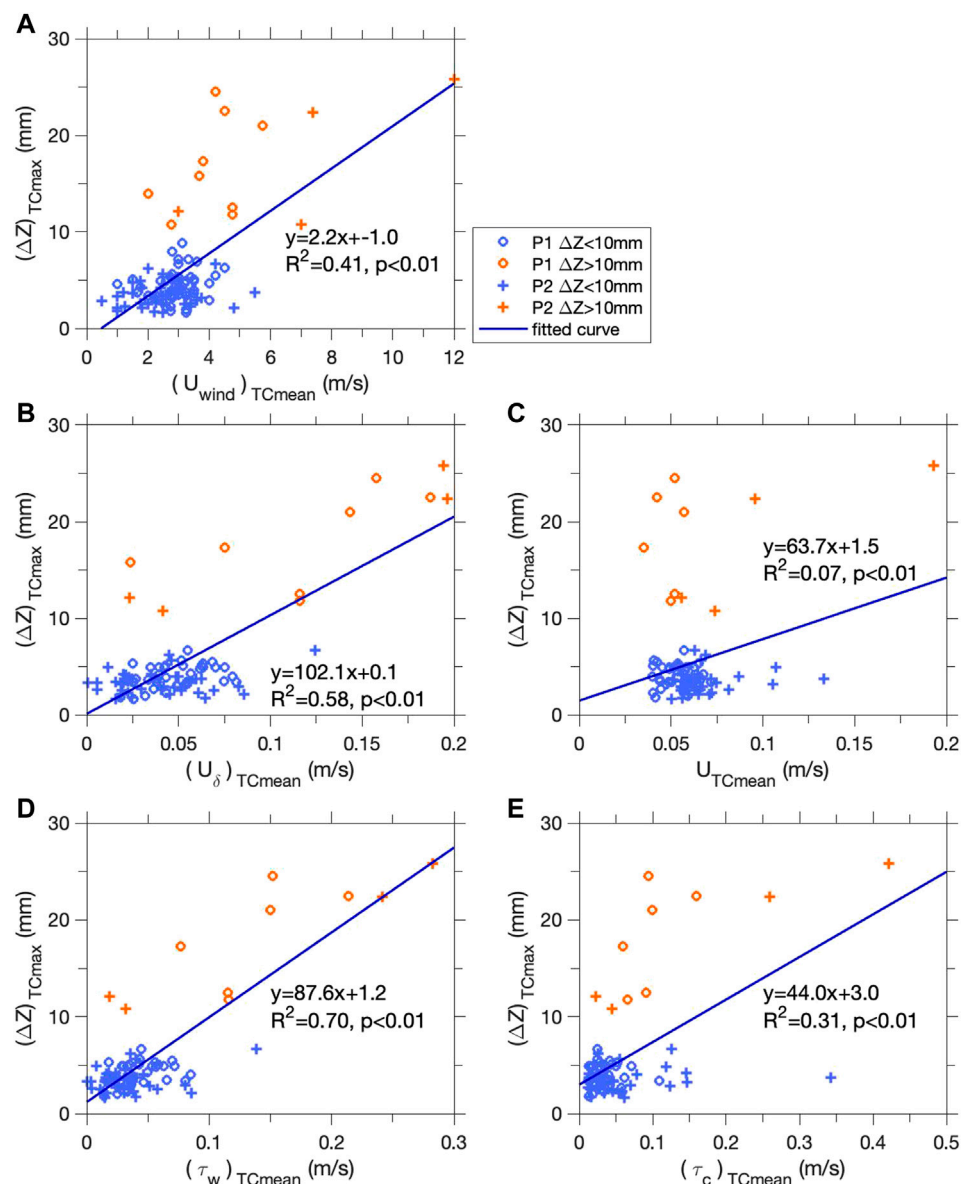 A
30
20
10
0
(ΔZ)TCmax (mm)
y=2.2x+-1.0
R²=0.41, p<0.01
0 2 4 6 8 10 12
(Uwind)TCmean (m/s)
P1 ΔZ<10mm
P1 ΔZ>10mm
P2 ΔZ<10mm
P2 ΔZ>10mm
fitted curve
B
30
20
10
0
(ΔZ)TCmax (mm)
y=102.1x+0.1
R²=0.58, p<0.01
0 0.05 0.1 0.15 0.2
(Uδ)TCmean (m/s)
C
30
20
10
0
(ΔZ)TCmax (mm)
y=63.7x+1.5
R²=0.07, p<0.01
0 0.05 0.1 0.15 0.2
UTCmean (m/s)
D
30
20
10
0
(ΔZ)TCmax (mm)
y=87.6x+1.2
R²=0.70, p<0.01
0 0.1 0.2 0.3
(τw)TCmean (m/s)
E
30
20
10
0
(ΔZ)TCmax (mm)
y=44.0x+3.0
R²=0.31, p<0.01
0 0.1 0.2 0.3 0.4 0.5
(τc)TCmean (m/s)